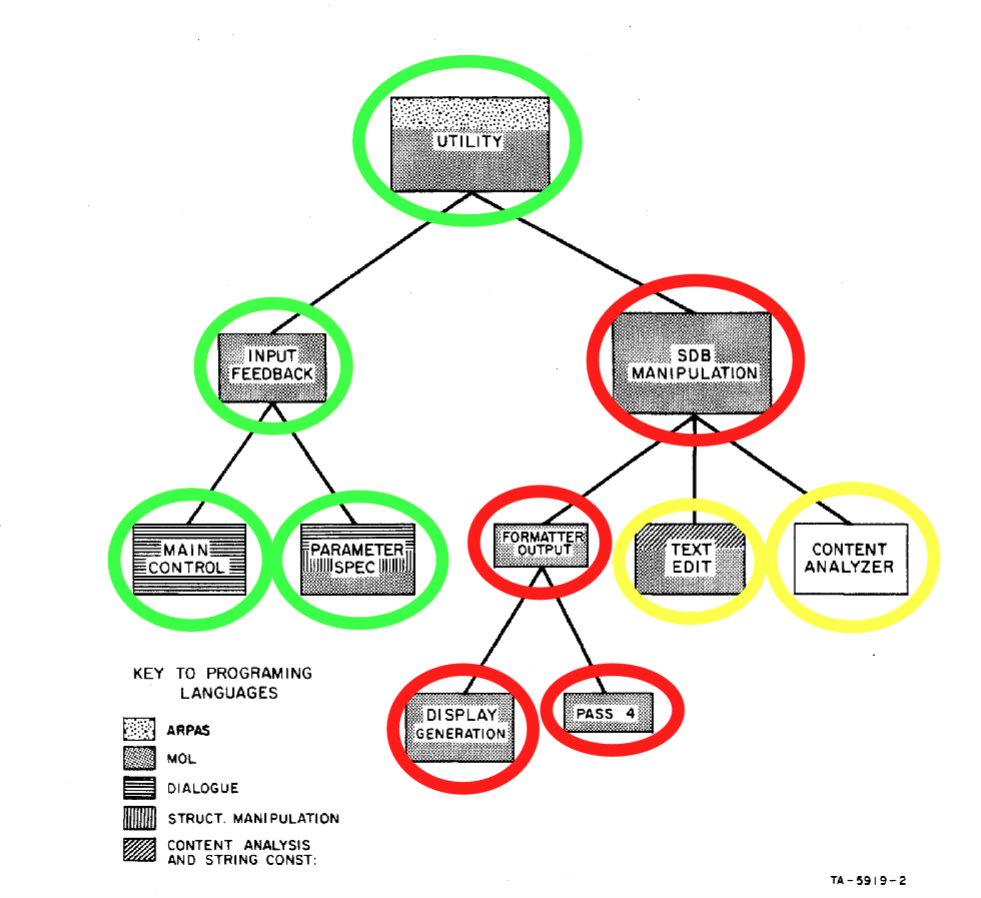 UTILITY
INPUT
FEEDBACK
SDB
MANIPULATION
MAIN
CONTROL
PARAMETER
SPEC
FORMATTER
OUTPUT
TEXT
EDIT
CONTENT
ANALYZER
DISPLAY
GENERATION
PASS 4
KEY TO PROGRAMING
LANGUAGES
ARPAS
MOL
DIALOGUE
STRUCT. MANIPULATION
CONTENT ANALYSIS
AND STRING CONST:
TA-5919-2